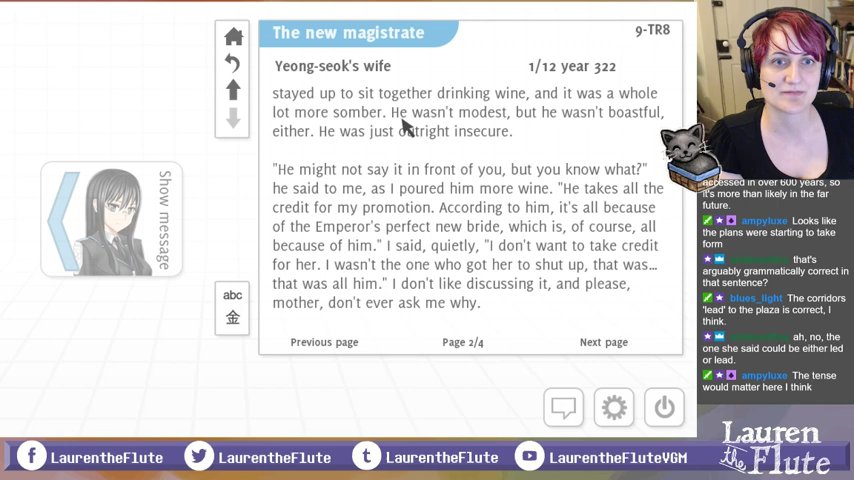 The new magistrate
9-TR8
Yeong-seok's wife
1/12 year 322
stayed up to sit together drinking wine, and it was a whole
lot more somber. He wasn't modest, but he wasn't boastful,
either. He was just outright insecure.
"He might not say it in front of you, but you know what?"
he said to me, as I poured him more wine. "He takes all the
credit for my promotion. According to him, it's all because
of the Emperor's perfect new bride, which is, of course, all
because of him." I said, quietly, "I don't want to take credit
for her. I wasn't the one who got her to shut up, that was...
that was all him." I don't like discussing it, and please,
mother, don't ever ask me why.
Previous page
Page 2/4
Next page
Show message
abc
金
accessed in over 600 years, so
it's more than likely in the far
future.
ampyluxe Looks like
the plans were starting to take
form
that's
arguably grammatically correct in
that sentence?
blues_light The corridors
'lead' to the plaza is correct, I
think.
ah, no, the
one she said could be either led
or lead.
ampyluxe The tense
would matter here I think
Lauren
the Flute
LaurentheFlute
LaurentheFlute
LaurentheFlute
LaurentheFluteVGM